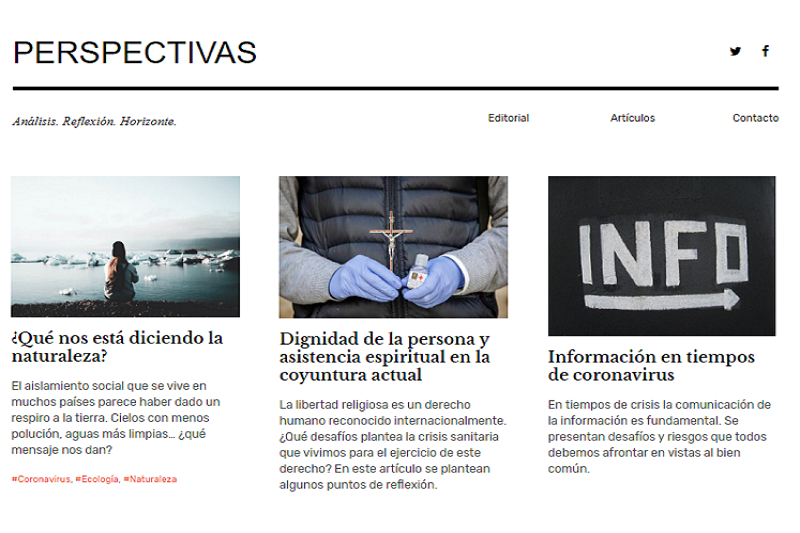 PERSPECTIVAS
Análisis. Reflexión. Horizonte.
Editorial
Artículos
Contacto
¿Qué nos está diciendo la
naturaleza?
El aislamiento social que se vive en
muchos países parece haber dado un
respiro a la tierra. Cielos con menos
polución, aguas más limpias... ¿qué
mensaje nos dan?
#Coronavirus, #Ecología, #Naturaleza
Dignidad de la persona y
asistencia espiritual en la
coyuntura actual
La libertad religiosa es un derecho
humano reconocido internacionalmente.
¿Qué desafíos plantea la crisis sanitaria
que vivimos para el ejercicio de este
derecho? En este artículo se plantean
algunos puntos de reflexión.
INFO
Información en tiempos
de coronavirus
En tiempos de crisis la comunicación de
la información es fundamental. Se
presentan desafíos y riesgos que todos
debemos afrontar en vistas al bien
común.